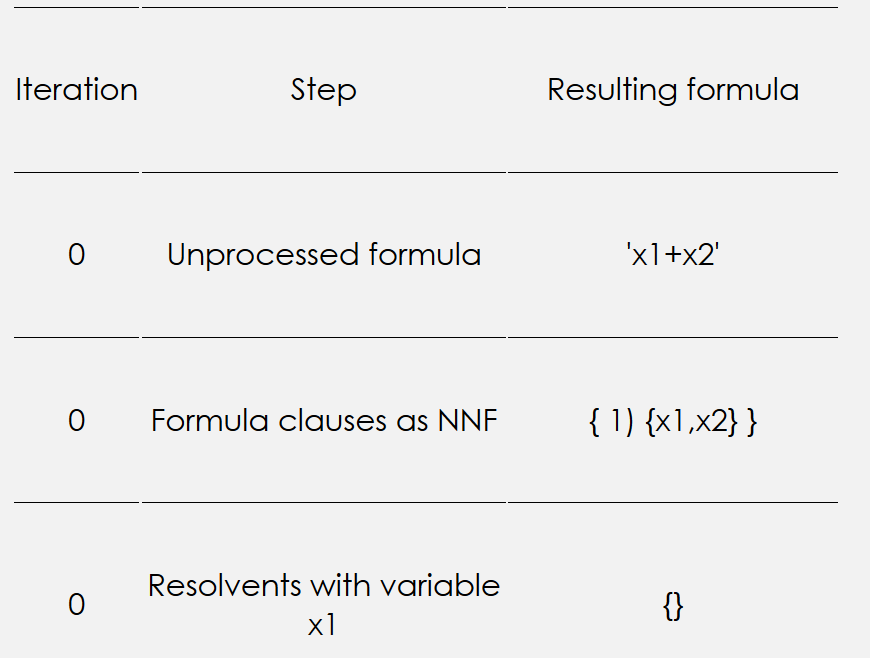 Iteration Step Resulting formula
0 Unprocessed formula 'x1+x2'
0 Formula clauses as NNF { 1) {x1,x2} }
0 Resolvents with variable x1 {}